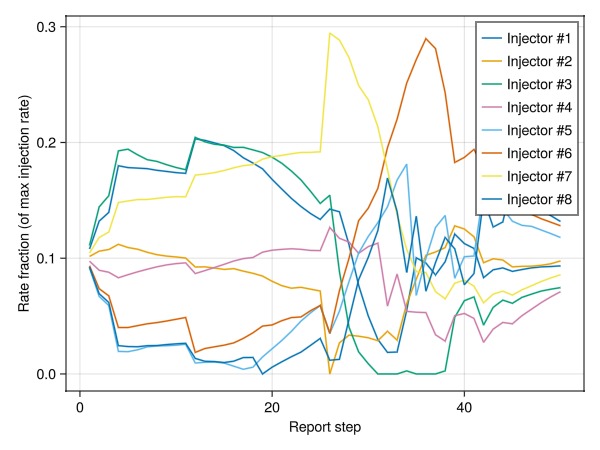 0.3
Injector #1
Injector #2
Injector #3
Injector #4
Injector #5
Injector #6
Injector #7
Injector #8
0.2
0.1
0.0
Rate fraction (of max injection rate)
0
20
40
Report step